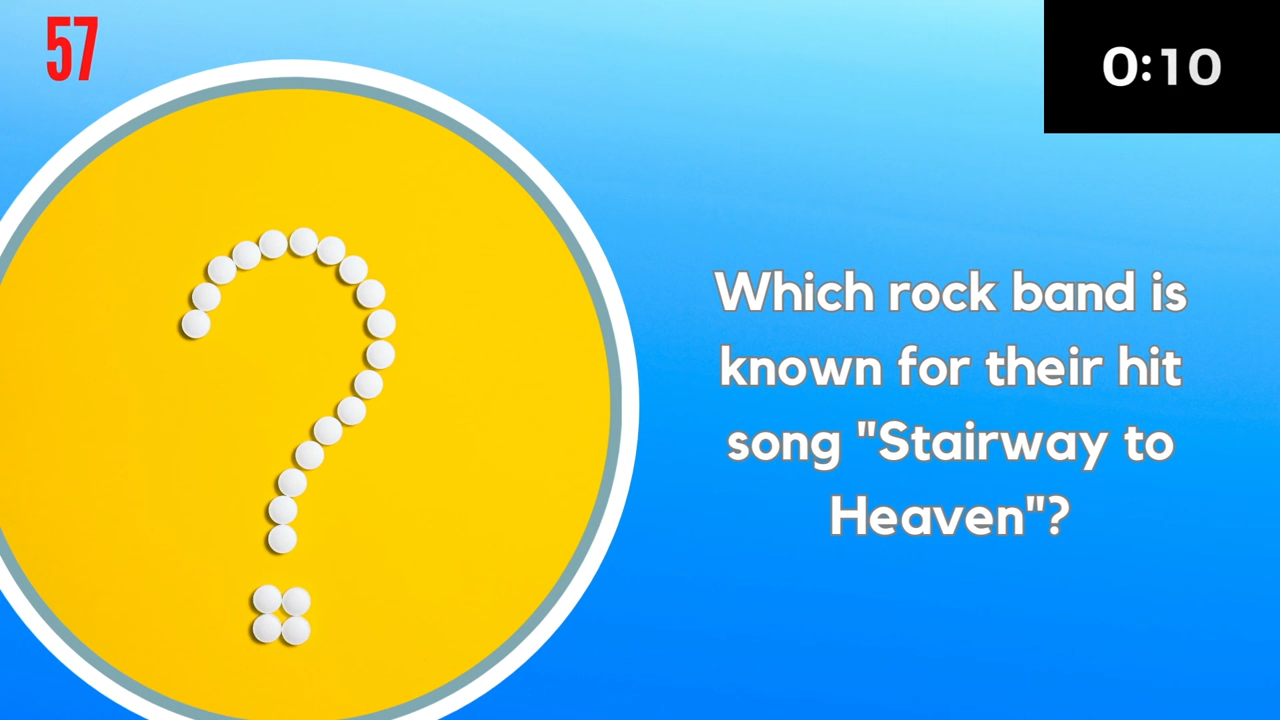 57
0:10
Which rock band is
known for their hit
song "Stairway to
Heaven"?